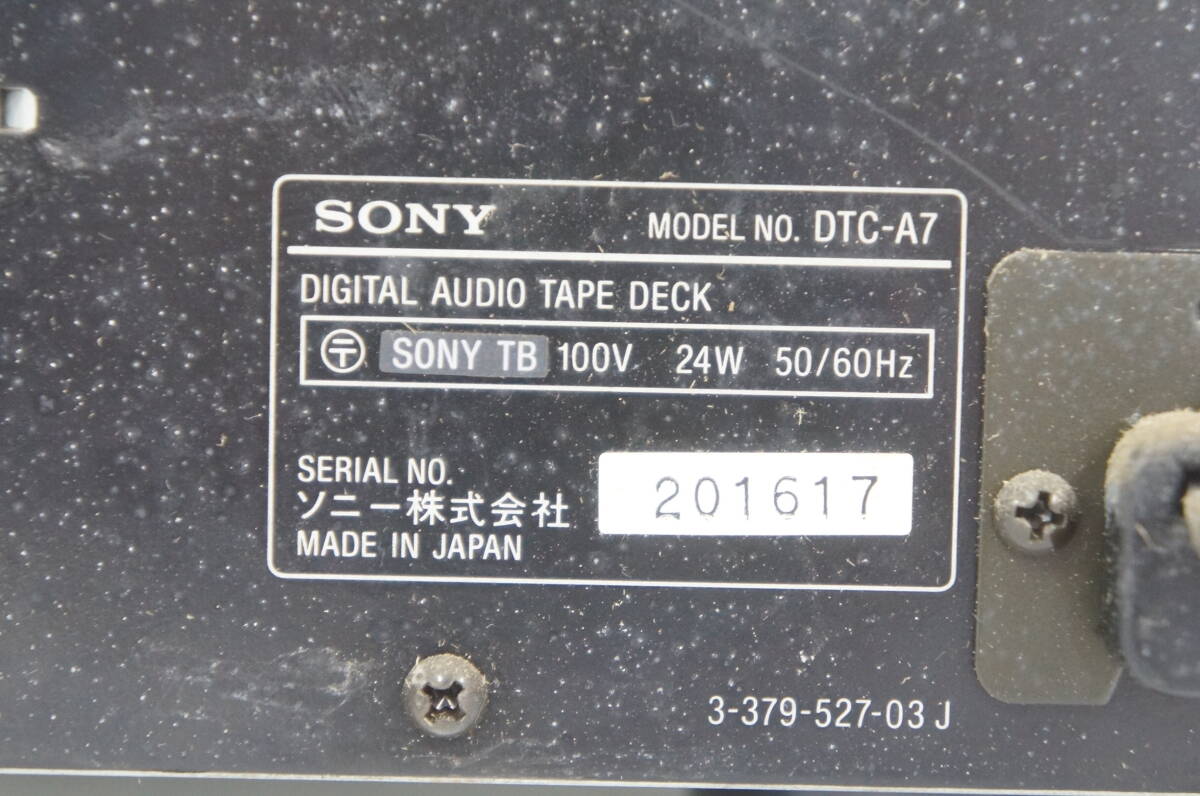 SONY MODEL NO. DTC-A7
DIGITAL AUDIO TAPE DECK
〒 SONY TB 100V 24W 50/60Hz
SERIAL NO. 201617
ソニー株式会社
MADE IN JAPAN
3-379-527-03 J